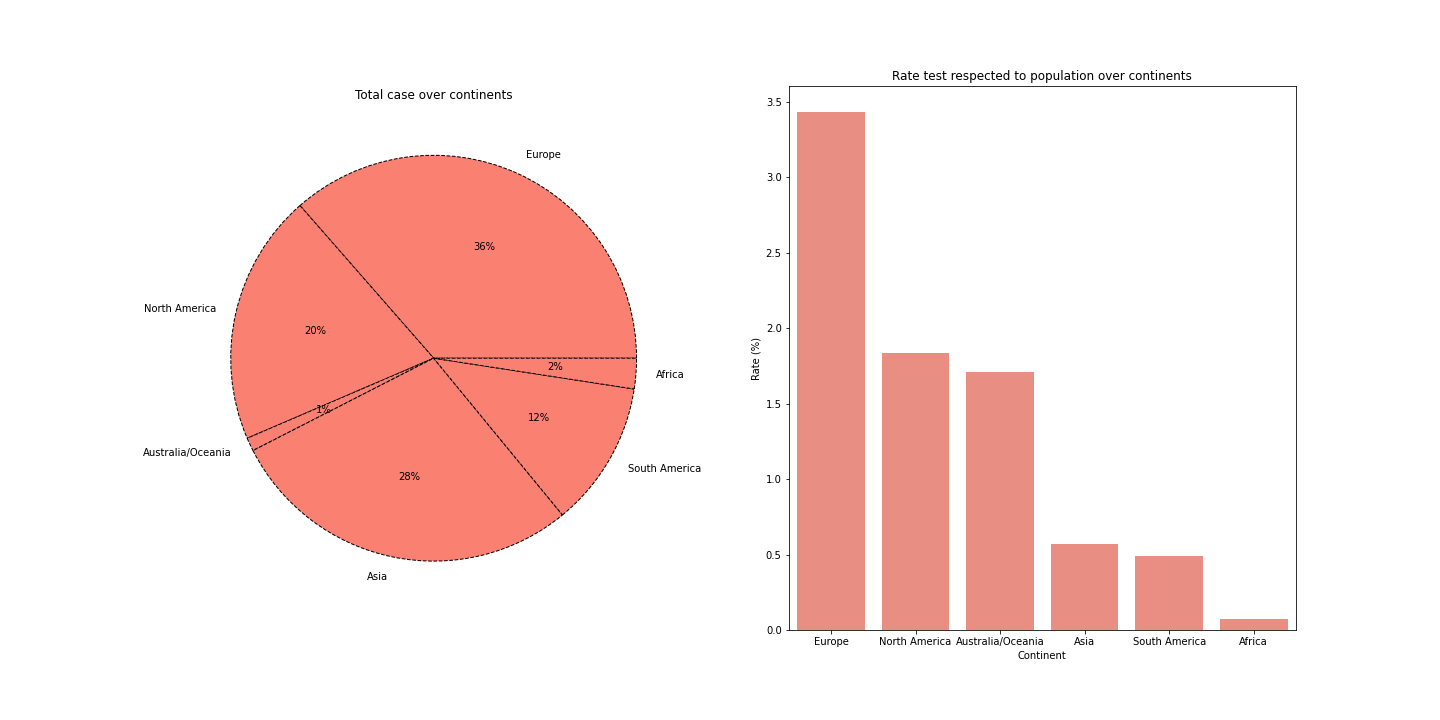 Total case over continents
Europe
36%
North America
20%
2%
Africa
1%
12%
Australia/Oceania
South America
28%
Asia
Rate test respected to population over continents
3.5
3.0
2.5
2.0
1.5
1.0
0.5
0.0
Rate (%)
Europe North America Australia/Oceania Asia South America Africa
Continent